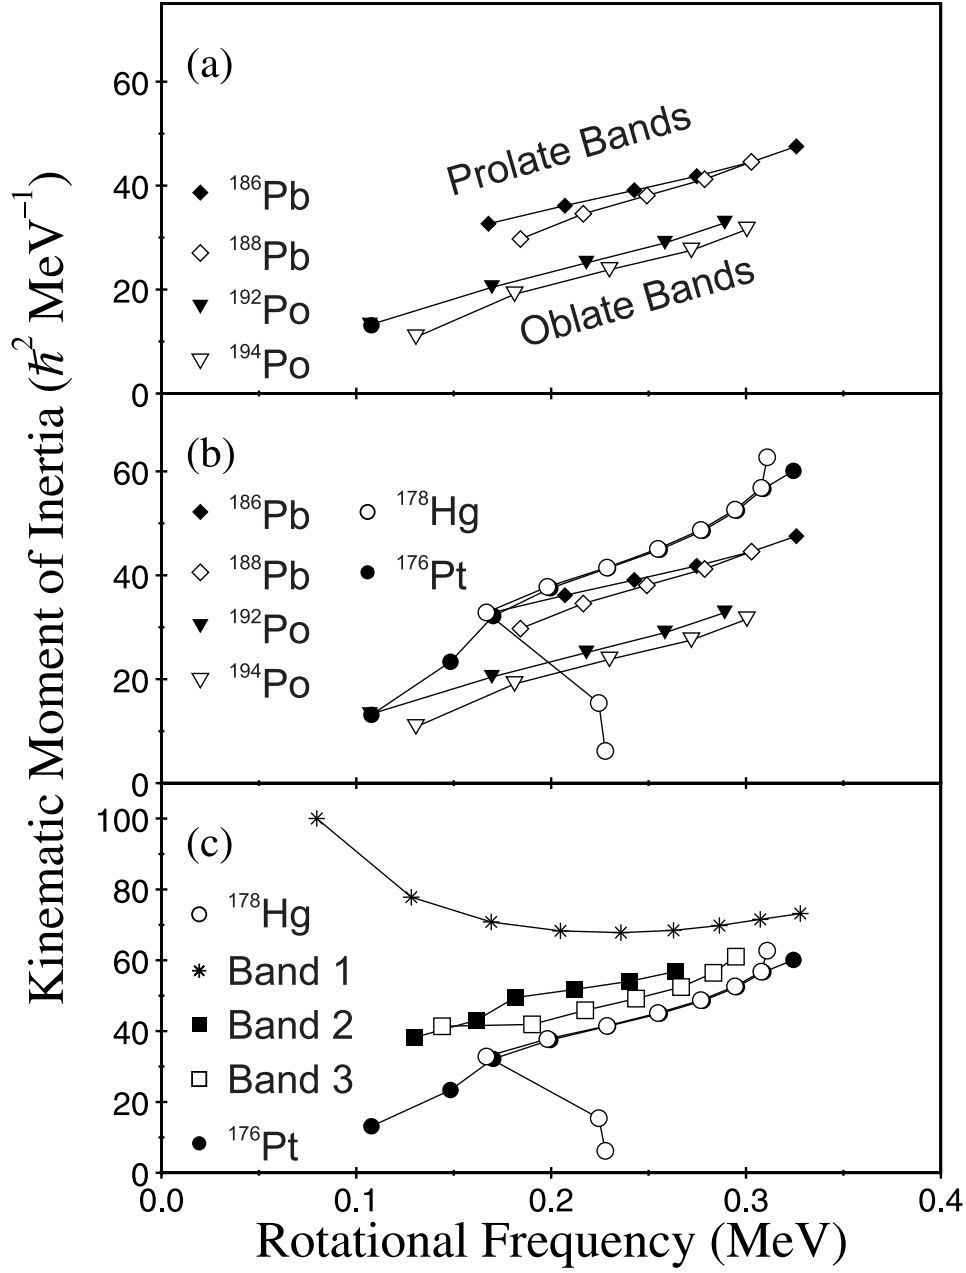 Kinematic Moment of Inertia (ℏ² MeV⁻¹)
(a)
60
40
20
0
Prolate Bands
Oblate Bands
¹⁸⁶Pb
¹⁸⁸Pb
¹⁹²Po
¹⁹⁴Po
(b)
60
40
20
0
¹⁸⁶Pb
¹⁸⁸Pb
¹⁹²Po
¹⁹⁴Po
¹⁷⁸Hg
¹⁷⁶Pt
(c)
100
80
60
40
20
0
¹⁷⁸Hg
Band 1
Band 2
Band 3
¹⁷⁶Pt
0.0 0.1 0.2 0.3 0.4
Rotational Frequency (MeV)